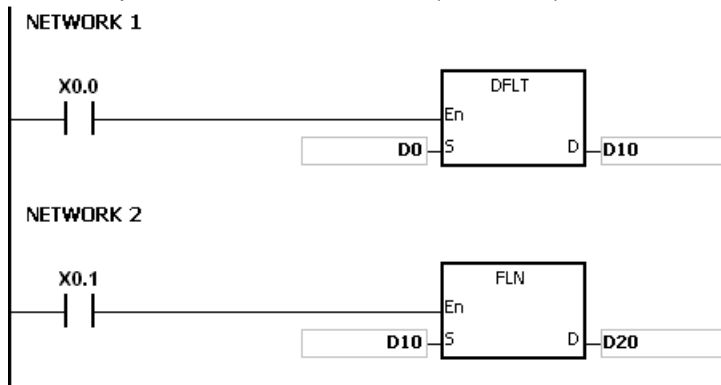 NETWORK 1
X0.0
DFLT
En
D0 S D D10
NETWORK 2
X0.1
FLN
En
D10 S D D20